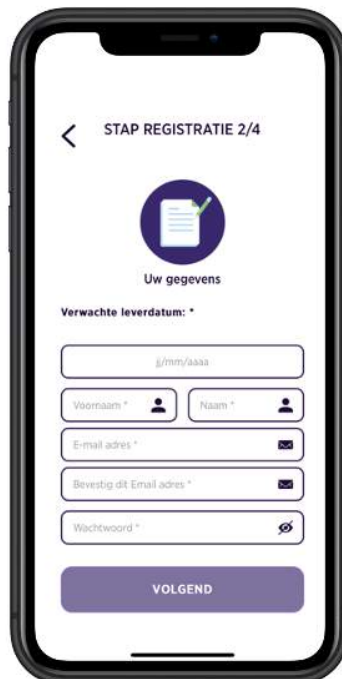 STAP REGISTRATIE 2/4
Uw gegevens
Verwachte leverdatum: *
jj/mm/aaaa
Voornaam * Naam *
E-mail adres *
Bevestig dit Email adres *
Wachtwoord *
VOLGEND